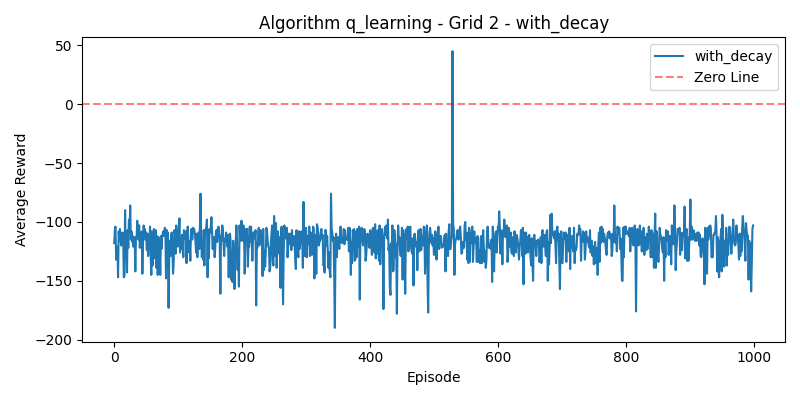 Algorithm q_learning - Grid 2 - with_decay
with_decay
Zero Line
Average Reward
50
0
−50
−100
−150
−200
0
200
400
600
800
1000
Episode